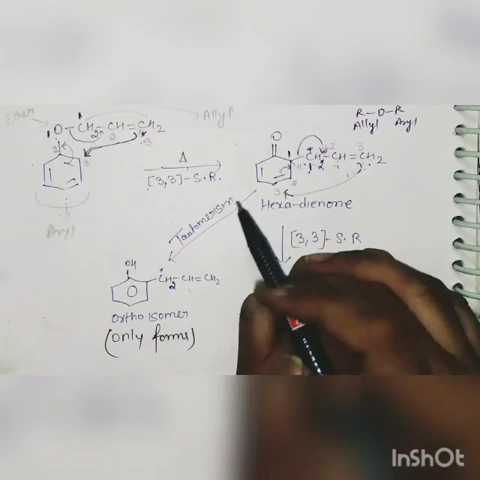 Ether
Allyl
R-O-R
Allyl Aryl
O-CH2-CH=CH2
Δ
[3,3]-S.R.
O
CH2-CH=CH2
Hexa-dienone
Aryl
Tautomerism
[3,3]-S.R
OH
CH2-CH=CH2
Ortho isomer
(only forms)
InShOt